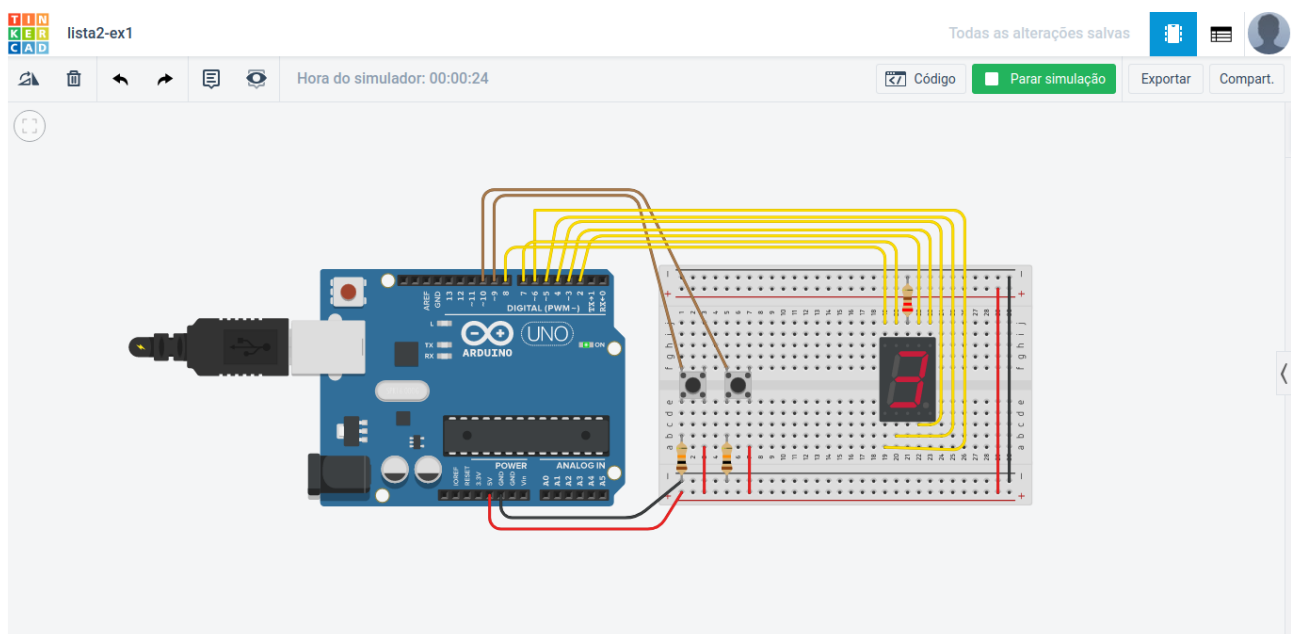 TIN
KER
CAD
lista2-ex1
Todas as alterações salvas
Hora do simulador: 00:00:24
Código
Parar simulação
Exportar
Compart.
AREF
GND
13
12
~11
~10
~9
8
7
~6
~5
4
~3
2
TX→1
RX←0
DIGITAL (PWM~)
L
TX
RX
ARDUINO
UNO
ON
POWER
ANALOG IN
IOREF
RESET
3.3V
5V
GND
GND
Vin
A0
A1
A2
A3
A4
A5
3